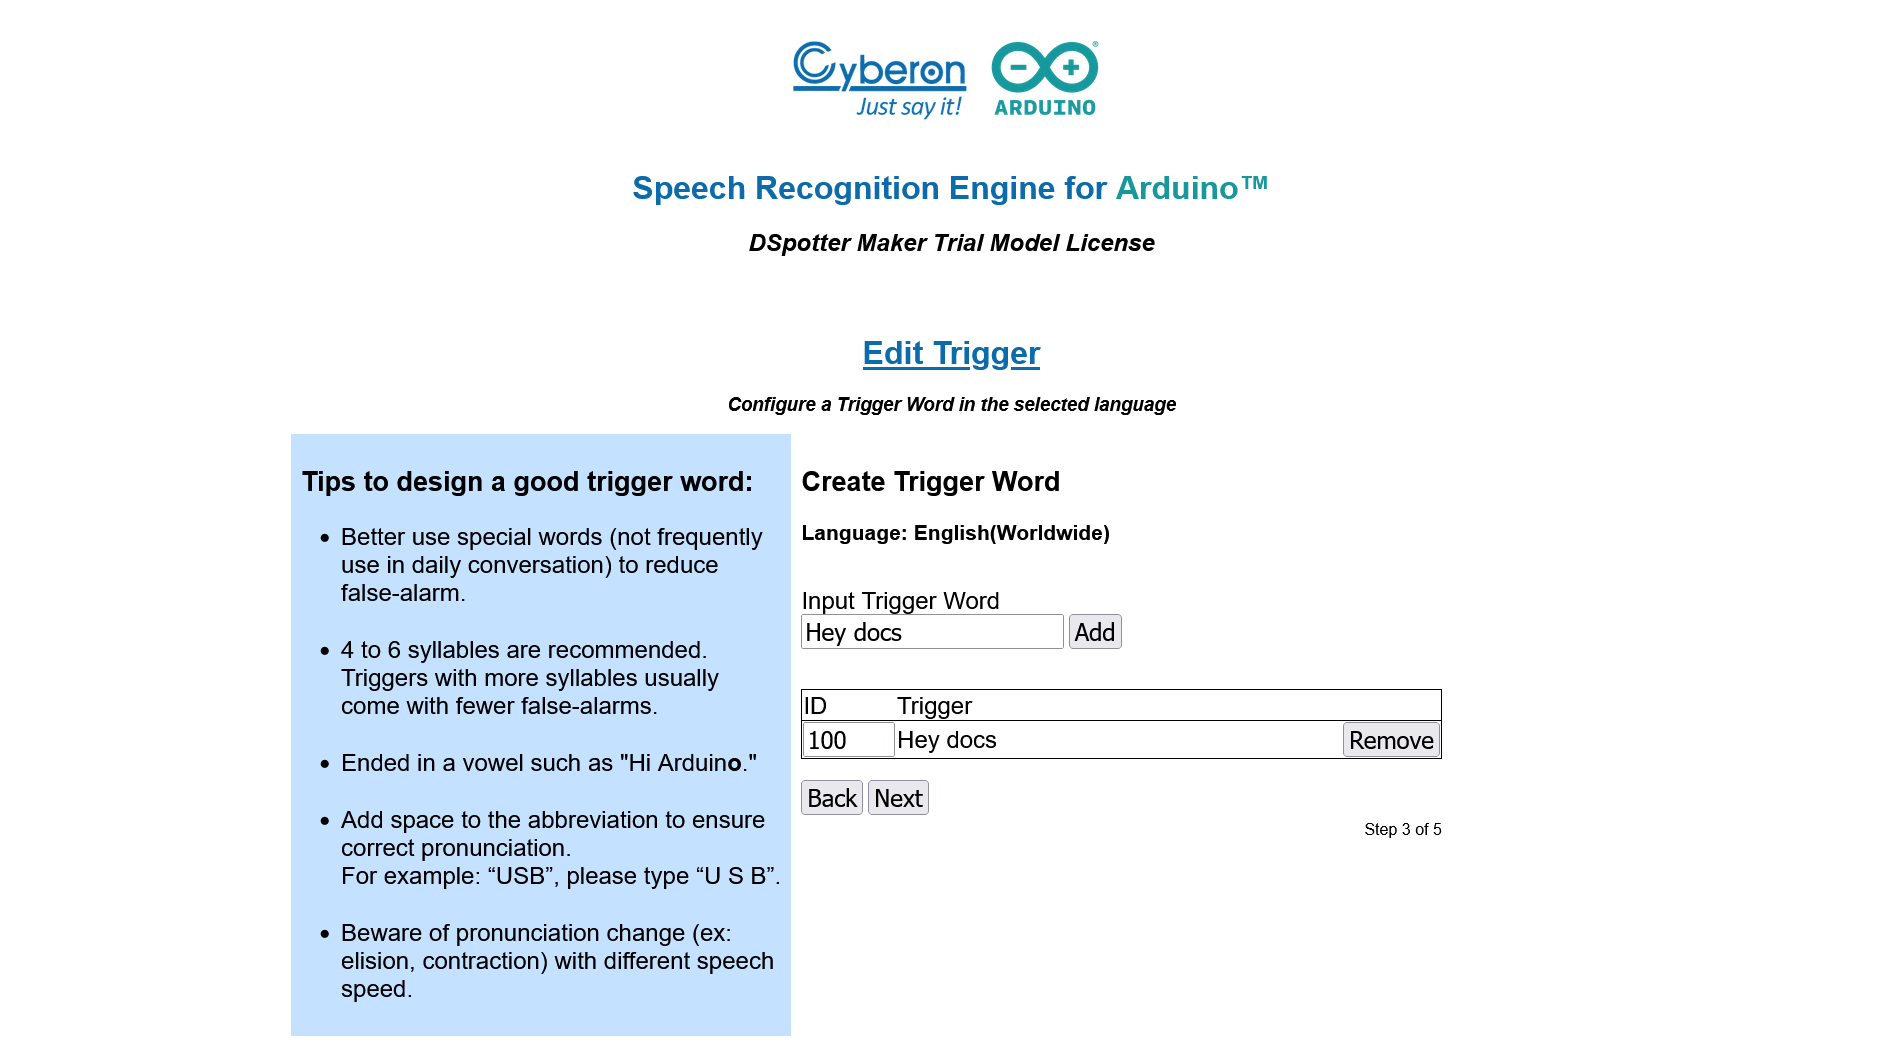 Cyberon
Just say it!
ARDUINO
Speech Recognition Engine for Arduino™
DSpotter Maker Trial Model License
Edit Trigger
Configure a Trigger Word in the selected language
Tips to design a good trigger word:
• Better use special words (not frequently
use in daily conversation) to reduce
false-alarm.
• 4 to 6 syllables are recommended.
Triggers with more syllables usually
come with fewer false-alarms.
• Ended in a vowel such as "Hi Arduino."
• Add space to the abbreviation to ensure
correct pronunciation.
For example: “USB”, please type “U S B”.
• Beware of pronunciation change (ex:
elision, contraction) with different speech
speed.
Create Trigger Word
Language: English(Worldwide)
Input Trigger Word
Hey docs Add
ID Trigger
100 Hey docs Remove
Back Next
Step 3 of 5